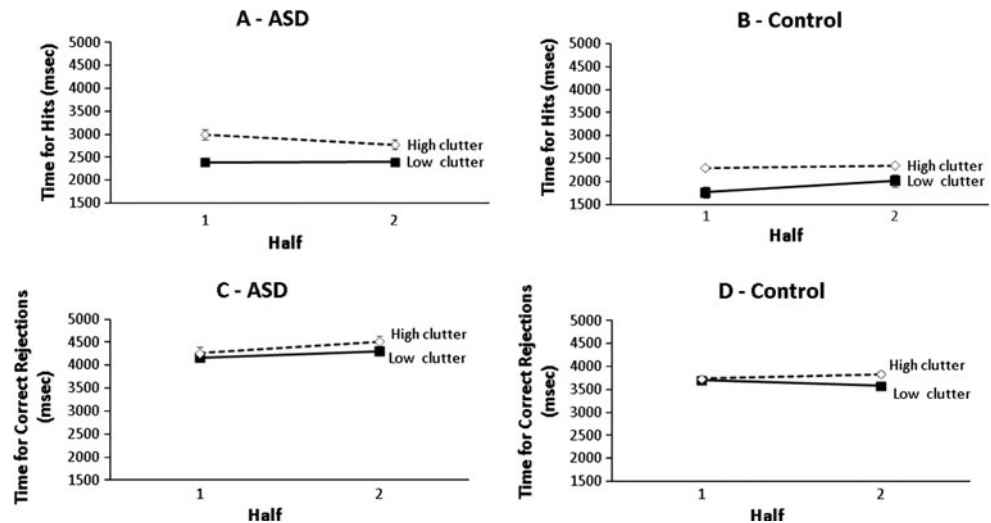 A - ASD
Time for Hits (msec)
5000
4500
4000
3500
3000
2500
2000
1500
High clutter
Low clutter
1
2
Half
B - Control
Time for Hits (msec)
5000
4500
4000
3500
3000
2500
2000
1500
High clutter
Low clutter
1
2
Half
C - ASD
Time for Correct Rejections
(msec)
5000
4500
4000
3500
3000
2500
2000
1500
High clutter
Low clutter
1
2
Half
D - Control
Time for Correct Rejections
(msec)
5000
4500
4000
3500
3000
2500
2000
1500
High clutter
Low clutter
1
2
Half